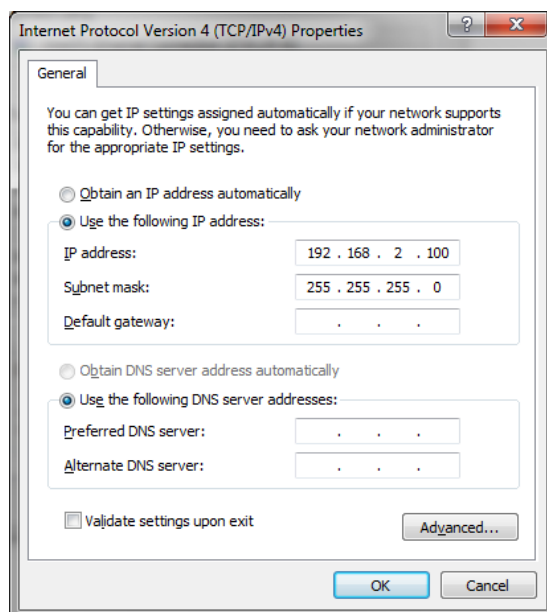 Internet Protocol Version 4 (TCP/IPv4) Properties
?
General
You can get IP settings assigned automatically if your network supports
this capability. Otherwise, you need to ask your network administrator
for the appropriate IP settings.
Obtain an IP address automatically
Use the following IP address:
IP address: 192 . 168 . 2 . 100
Subnet mask: 255 . 255 . 255 . 0
Default gateway: . . .
Obtain DNS server address automatically
Use the following DNS server addresses:
Preferred DNS server: . . .
Alternate DNS server: . . .
Validate settings upon exit
Advanced...
OK Cancel